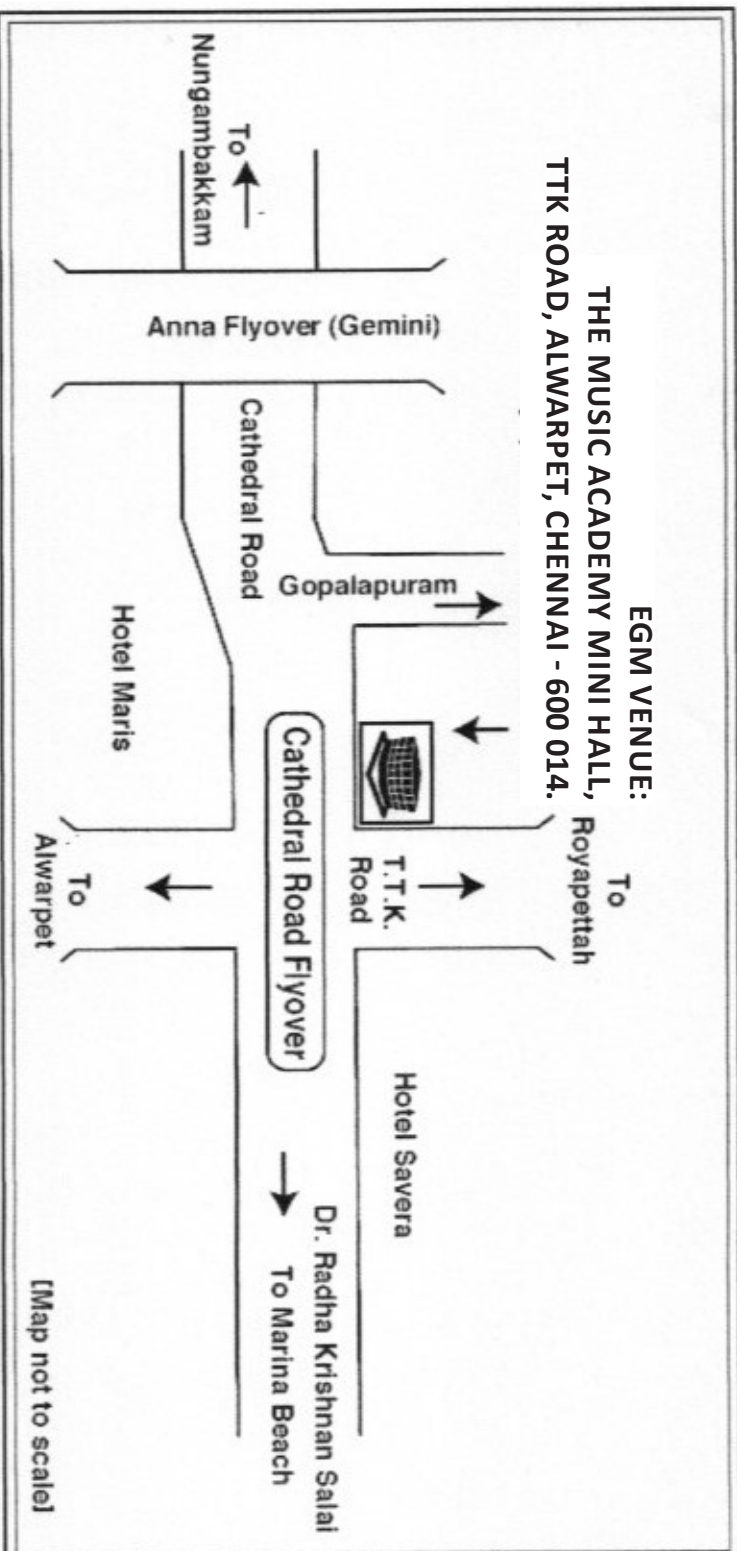 EGM VENUE:
THE MUSIC ACADEMY MINI HALL,
TTK ROAD, ALWARPET, CHENNAI - 600 014.
To
Royapettah
T.T.K.
Road
Hotel Savera
Gopalapuram
Anna Flyover (Gemini)
To
Nungambakkam
Cathedral Road
Cathedral Road Flyover
Dr. Radha Krishnan Salai
To Marina Beach
Hotel Maris
To
Alwarpet
[Map not to scale]